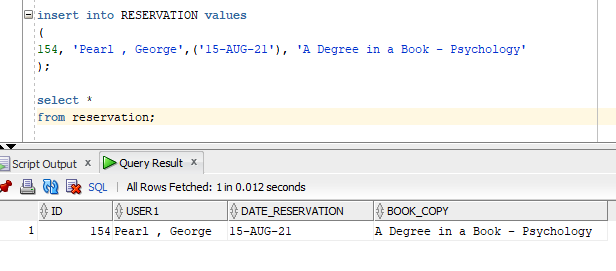 insert into RESERVATION values
(
154, 'Pearl , George',('15-AUG-21'), 'A Degree in a Book - Psychology'
);
select *
from reservation;
Script Output x Query Result x
SQL | All Rows Fetched: 1 in 0.012 seconds
ID USER1 DATE_RESERVATION BOOK_COPY
1 154 Pearl , George 15-AUG-21 A Degree in a Book - Psychology